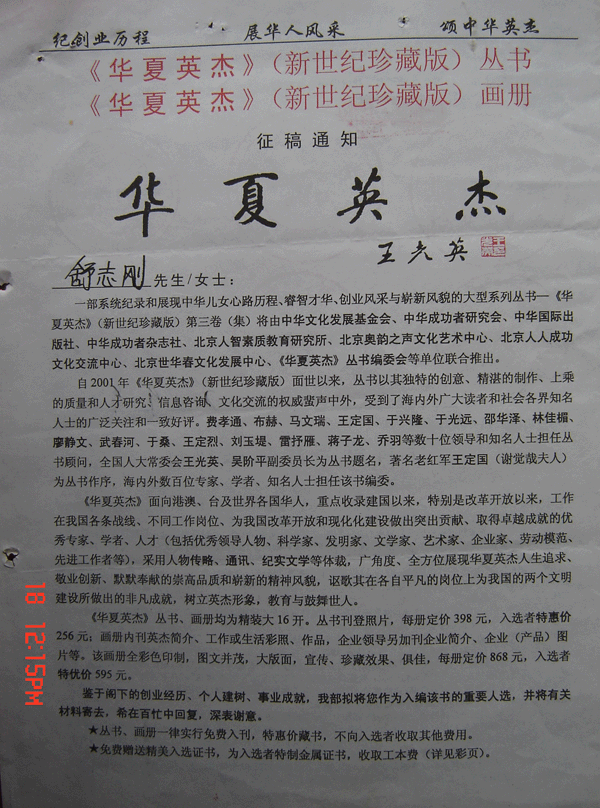 纪创业历程 展华人风采 颂中华英杰
《华夏英杰》（新世纪珍藏版）丛书
《华夏英杰》（新世纪珍藏版）画册
征稿通知
华夏英杰
王光英
舒志刚 先生/女士：
一部系统纪录和展现中华儿女心路历程、睿智才华、创业风采与崭新风貌的大型系列丛书—《华
夏英杰》（新世纪珍藏版）第三卷（集）将由中华文化发展基金会、中华成功者研究会、中华国际出
版社、中华成功者杂志社、北京人智素质教育研究所、北京奥韵之声文化艺术中心、北京人人成功
文化交流中心、北京世华春文化发展中心、《华夏英杰》丛书编委会等单位联合推出。
自 2001 年《华夏英杰》（新世纪珍藏版）面世以来，丛书以其独特的创意、精湛的制作、上乘
的质量和人才研究、信息咨询、文化交流的权威蜚声中外，受到了海内外广大读者和社会各界知名
人士的广泛关注和一致好评。费孝通、布赫、马文瑞、王定国、于兴隆、于光远、邵华泽、林佳楣、
廖静文、武春河、于桑、王定烈、刘玉堤、雷抒雁、蒋子龙、乔羽等数十位领导和知名人士担任丛
书顾问，全国人大常委会王光英、吴阶平副委员长为丛书题名，著名老红军王定国（谢觉哉夫人）
为丛书作序，海内外数百位专家、学者、知名人士担任该书编委。
《华夏英杰》面向港澳、台及世界各国华人，重点收录建国以来，特别是改革开放以来，工作
在我国各条战线、不同工作岗位、为我国改革开放和现化化建设做出突出贡献、取得卓越成就的优
秀专家、学者、人才（包括优秀领导人物、科学家、发明家、文学家、艺术家、企业家、劳动模范、
先进工作者等），采用人物传略、通讯、纪实文学等体裁，广角度、全方位展现华夏英杰人生追求、
敬业创新、默默奉献的崇高品质和崭新的精神风貌，讴歌其在各自平凡的岗位上为我国的两个文明
建设所做出的非凡成就，树立英杰形象，教育与鼓舞世人。
《华夏英杰》丛书、画册均为精装大 16 开。丛书刊登照片，每册定价 398 元，入选者特惠价
256 元；画册内刊英杰简介、工作或生活彩照、作品，企业领导另加刊企业简介、企业（产品）图
片等。该画册全彩色印制，图文并茂，大版面，宣传、珍藏效果、俱佳，每册定价 868 元，入选者
特优价 595 元。
鉴于阁下的创业经历、个人建树、事业成就，我部拟将您作为入编该书的重要人选，并将有关
材料寄去，希在百忙中回复，深表谢意。
★丛书、画册一律实行免费入刊，特惠价藏书，不向入选者收取其他费用。
★免费赠送精美入选证书，为入选者特制金属证书，收取工本费（详见彩页）。
18 12:15PM